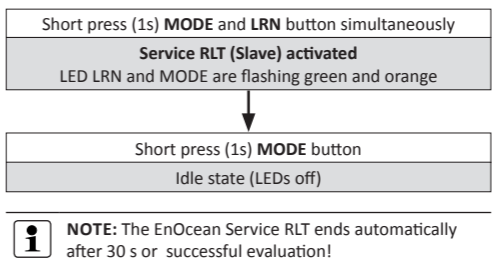 Short press (1s) MODE and LRN button simultaneously
Service RLT (Slave) activated
LED LRN and MODE are flashing green and orange
Short press (1s) MODE button
Idle state (LEDs off)
NOTE: The EnOcean Service RLT ends automatically
after 30 s or successful evaluation!